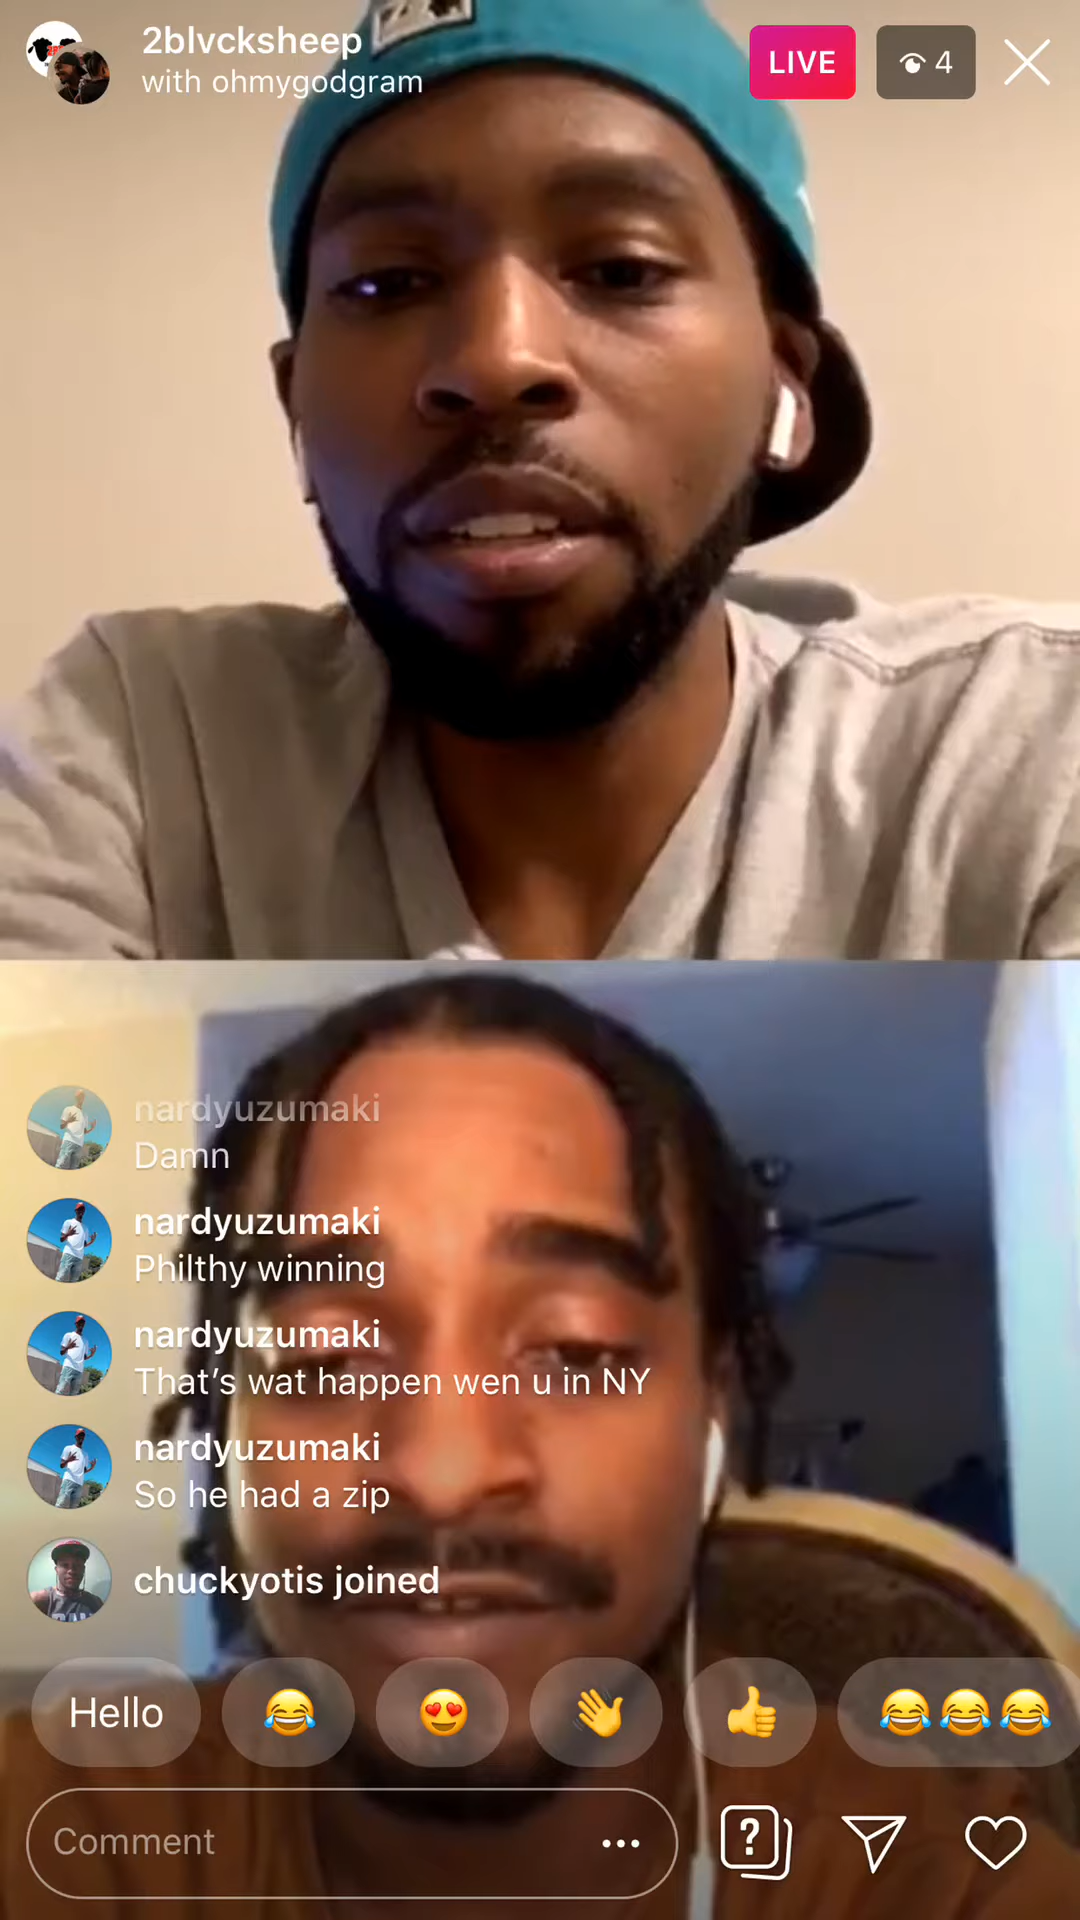 2blvcksheep
with ohmygodgram
LIVE
4
nardyuzumaki
Damn
nardyuzumaki
Philthy winning
nardyuzumaki
That’s wat happen wen u in NY
nardyuzumaki
So he had a zip
chuckyotis joined
Hello
Comment